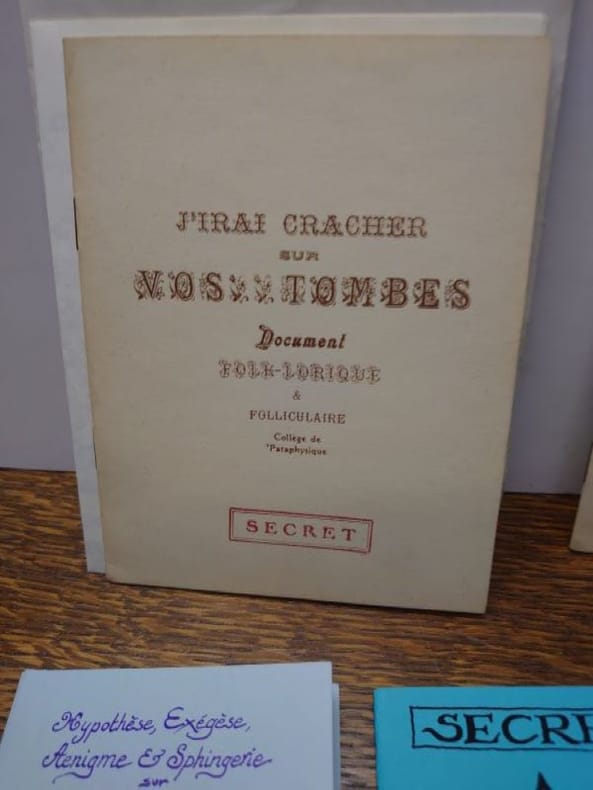 J'IRAI CRACHER
SUR
VOS TOMBES
Document
FOLK-LORIQUE
&
FOLLICULAIRE
Collège de
'Pataphysique
SECRET
Hypothèse, Exégèse,
Aenigme & Sphingerie
sur
SECRE